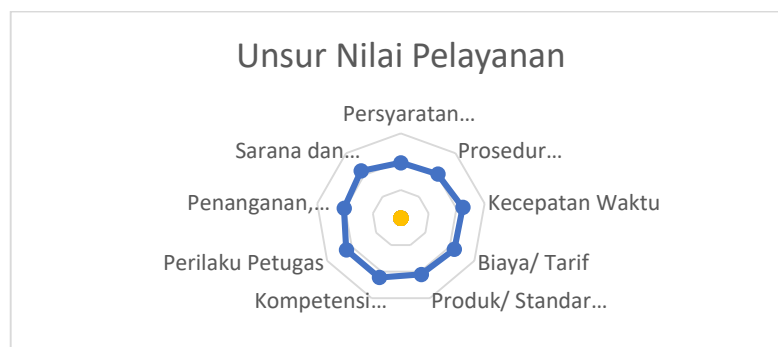 Unsur Nilai Pelayanan
Persyaratan...
Prosedur...
Kecepatan Waktu
Biaya/ Tarif
Produk/ Standar...
Kompetensi...
Perilaku Petugas
Penanganan,...
Sarana dan...